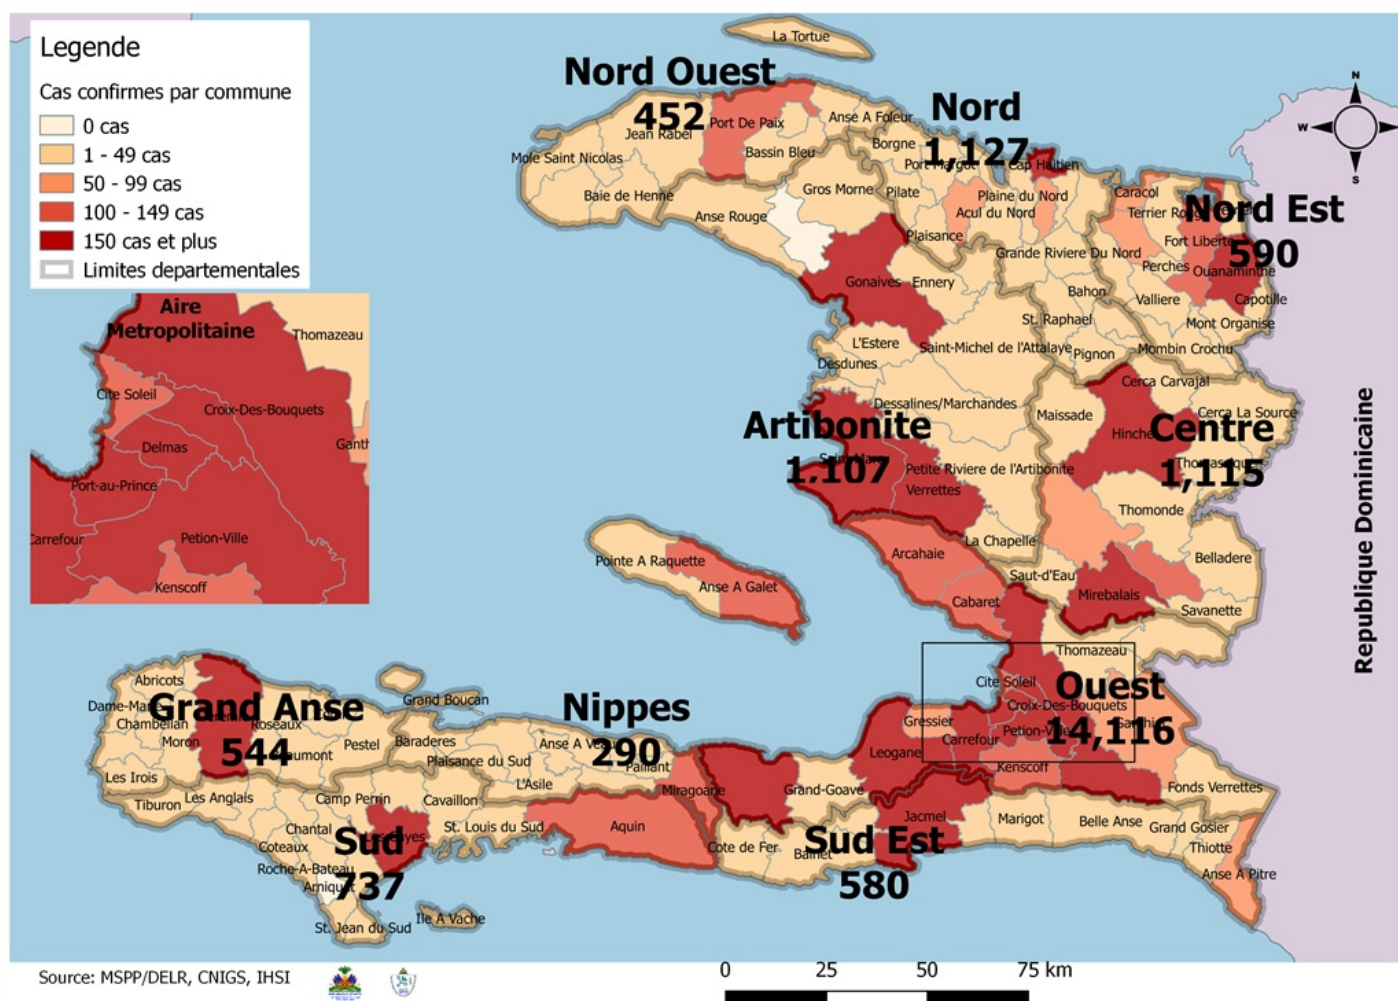 Legende
Cas confirmes par commune
0 cas
1 - 49 cas
50 - 99 cas
100 - 149 cas
150 cas et plus
Limites departementales
Aire
Metropolitaine
Thomazeau
Cite Soleil
Croix-Des-Bouquets
Ganth
Delmas
Port-au-Prince
Carrefour
Petion-Ville
Kenscoff
La Tortue
Nord Ouest
452
Jean Rabel
Port De Paix
Anse A Foleur
Mole Saint Nicolas
Bassin Bleu
Baie de Henne
Nord
1,127
Borgne
Port Margot
Cap Haitien
Gros Morne
Pilate
Plaine du Nord
Acul du Nord
Anse Rouge
Plaisance
Grande Riviere Du Nord
N
W
S
Caracol
Nord Est
590
Fort Liberte
Perches
Ouanaminthe
Valliere
Capotille
Mont Organise
Mombin Crochu
Gonaives
Ennery
Bahon
St. Raphael
L'Estere
Saint-Michel de l'Attalaye
Pignon
Desdunes
Dessalines/Marchandes
Artibonite
1,107
Petite Riviere de l'Artibonite
Verrettes
La Chapelle
Cerca Carvajal
Maissade
Cerca La Source
Hinche
Centre
1,115
Thomonde
Belladere
Saut-d'Eau
Mirebalais
Savanette
Republique Dominicaine
Pointe A Raquette
Anse A Galet
Arcahaie
Cabaret
Thomazeau
Cite Soleil
Ouest
14,116
Croix-Des-Bouquets
Gressier
Petion-Ville
Carrefour
Leogane
Kenscoff
Fonds Verrettes
Abricots
Grand Anse
544
Chambellan
Roseaux
Moron
Pestel
Les Irois
Grand Boucan
Baraderes
Plaisance du Sud
Nippes
290
Anse A Veau
Paillant
L'Asile
Miragoane
Grand-Goave
Tiburon
Les Anglais
Camp Perrin
Cavaillon
Chantal
Sud
737
St. Louis du Sud
Aquin
Coteaux
Roche-A-Bateau
St. Jean du Sud
Ile A Vache
Cote de Fer
Sud Est
580
Jacmel
Marigot
Belle Anse
Grand Gosier
Thiotte
Anse A Pitre
Source: MSPP/DELR, CNIGS, IHSI
0 25 50 75 km